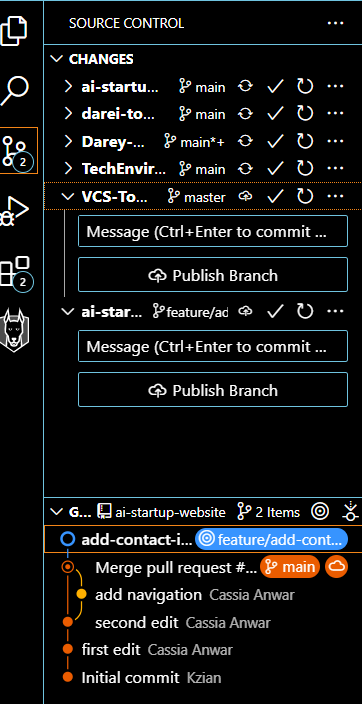 SOURCE CONTROL ...
CHANGES
ai-startu... main
darei-to... main
Darey-... main*+
TechEnvir... main
VCS-To... master
2
Message (Ctrl+Enter to commit ...
Publish Branch
2
ai-star... feature/ad
Message (Ctrl+Enter to commit ...
Publish Branch
G... ai-startup-website 2 Items
add-contact-i... feature/add-cont...
Merge pull request #... main
add navigation Cassia Anwar
second edit Cassia Anwar
first edit Cassia Anwar
Initial commit Kzian